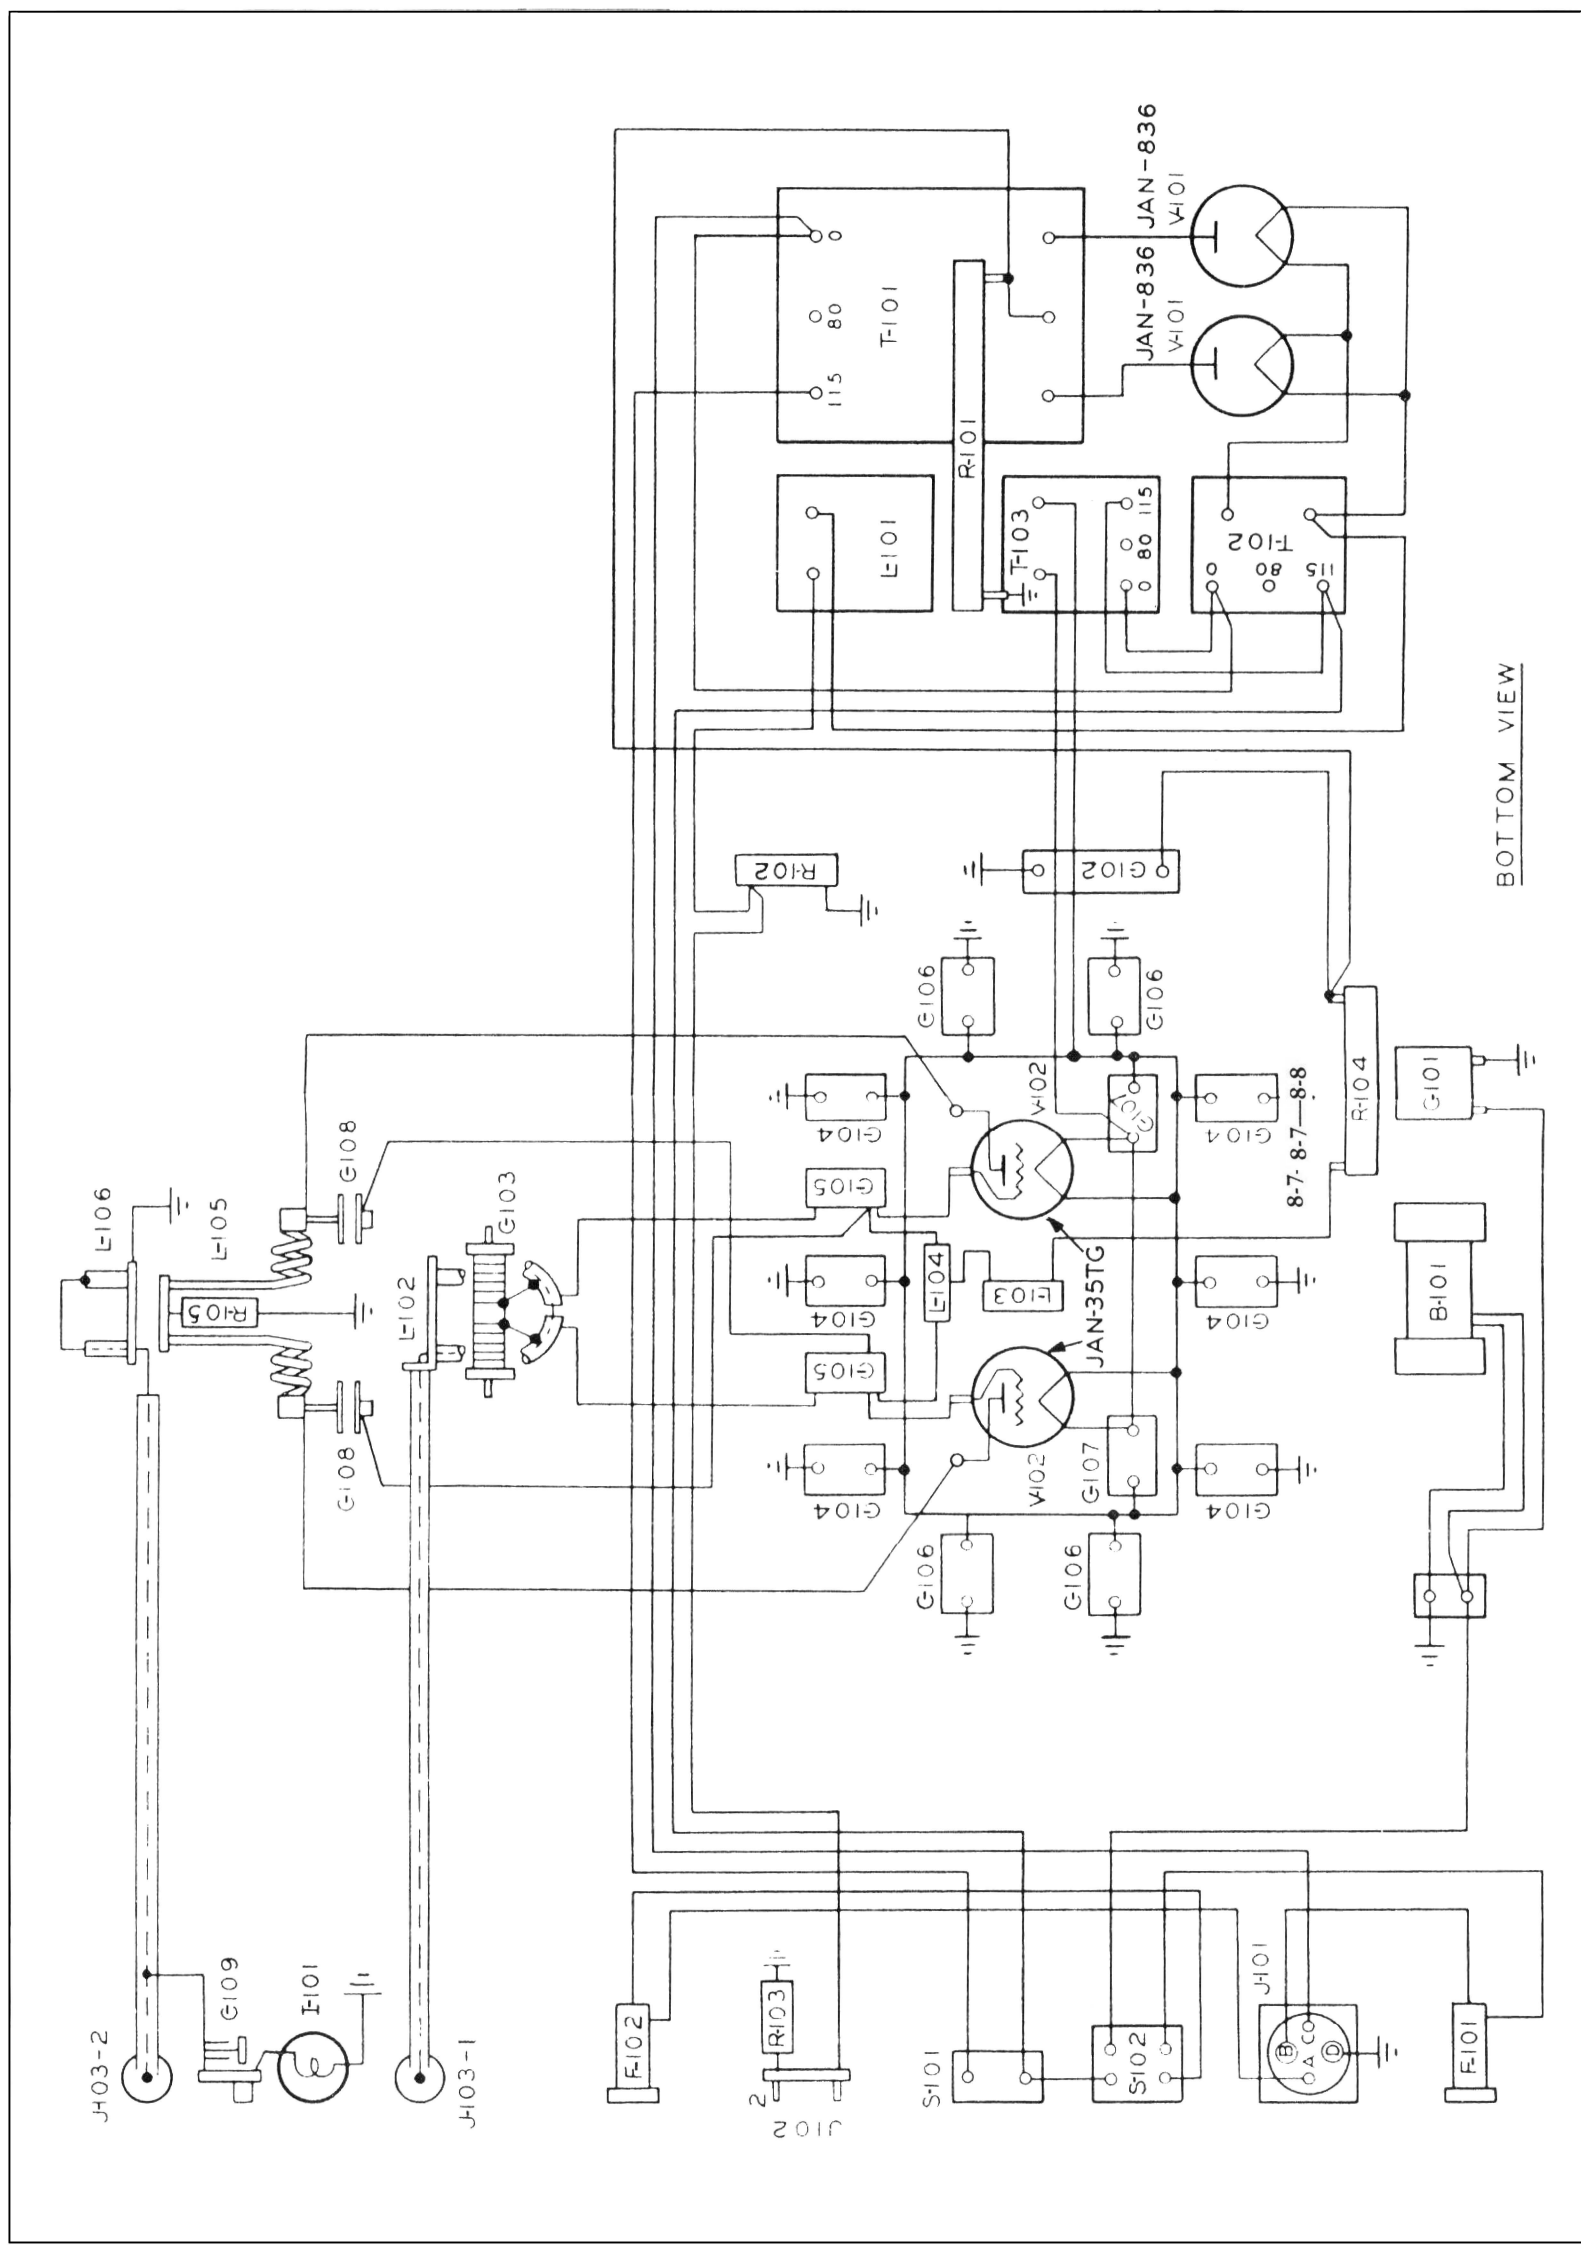 J-103-2
C-109
I-101
J-103-1
L-106
L-105
R-105
C-108
C-108
L-102
C-103
F-102
2
J102
R-103
S-101
S-102
J-101
A
B
C
D
F-101
C-104
C-104
C-104
C-105
C-105
L-104
L-103
C-106
C-106
C-106
C-106
V-102
V-102
JAN-35TG
C-107
C-107
C-104
C-104
C-104
8-7- 8-7—8-8
R-104
B-101
C-101
R-102
C-102
L-101
R-101
T-101
115
80
0
T-103
0
80
115
T-102
0
80
115
JAN-836
V-101
JAN-836
V-101
BOTTOM VIEW